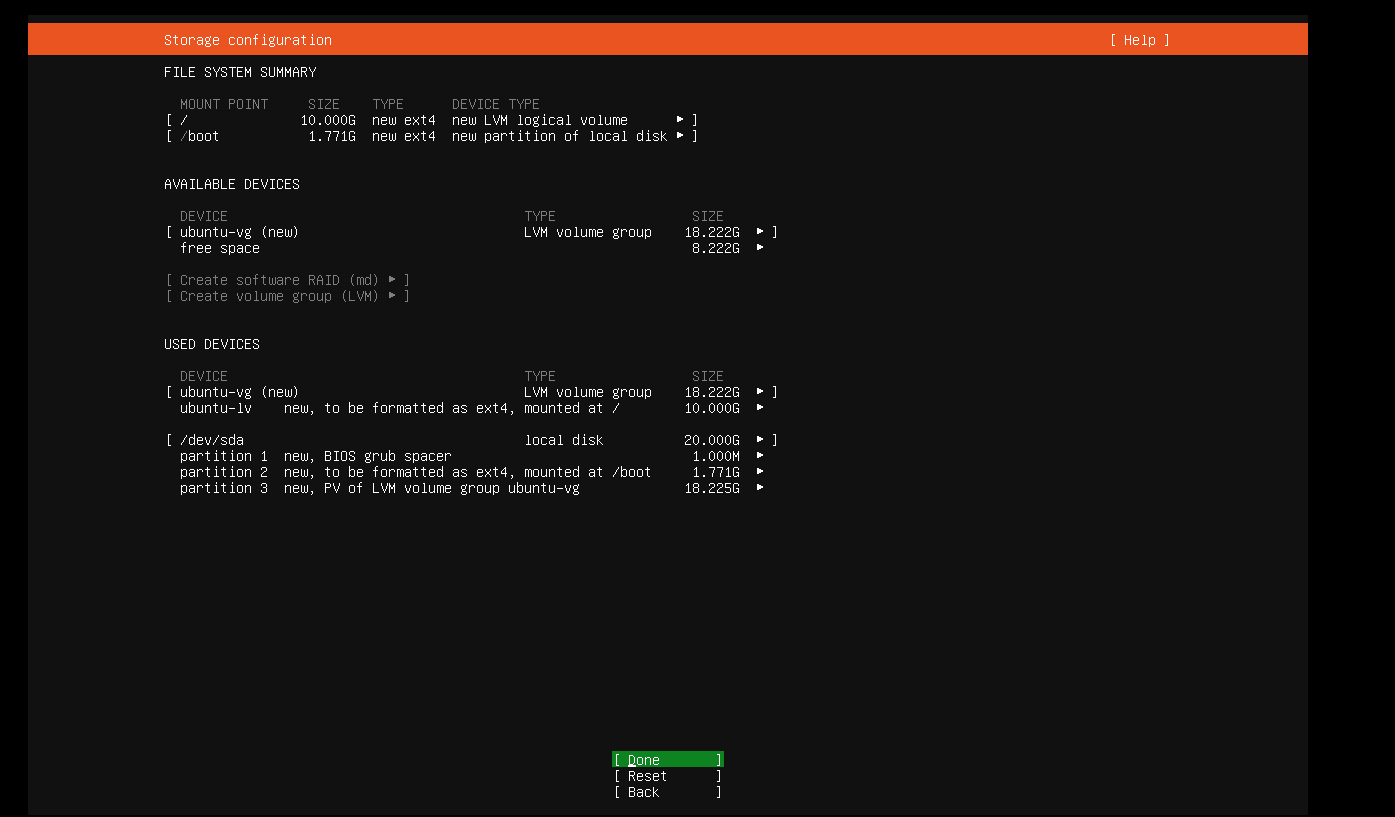 Storage configuration [ Help ]
FILE SYSTEM SUMMARY
MOUNT POINT SIZE TYPE DEVICE TYPE
[ / 10.000G new ext4 new LVM logical volume ▸ ]
[ /boot 1.771G new ext4 new partition of local disk ▸ ]
AVAILABLE DEVICES
DEVICE TYPE SIZE
[ ubuntu-vg (new) LVM volume group 18.222G ▸ ]
free space 8.222G ▸
[ Create software RAID (md) ▸ ]
[ Create volume group (LVM) ▸ ]
USED DEVICES
DEVICE TYPE SIZE
[ ubuntu-vg (new) LVM volume group 18.222G ▸ ]
ubuntu-lv new, to be formatted as ext4, mounted at / 10.000G ▸
[ /dev/sda local disk 20.000G ▸ ]
partition 1 new, BIOS grub spacer 1.000M ▸
partition 2 new, to be formatted as ext4, mounted at /boot 1.771G ▸
partition 3 new, PV of LVM volume group ubuntu-vg 18.225G ▸
[ Done ]
[ Reset ]
[ Back ]